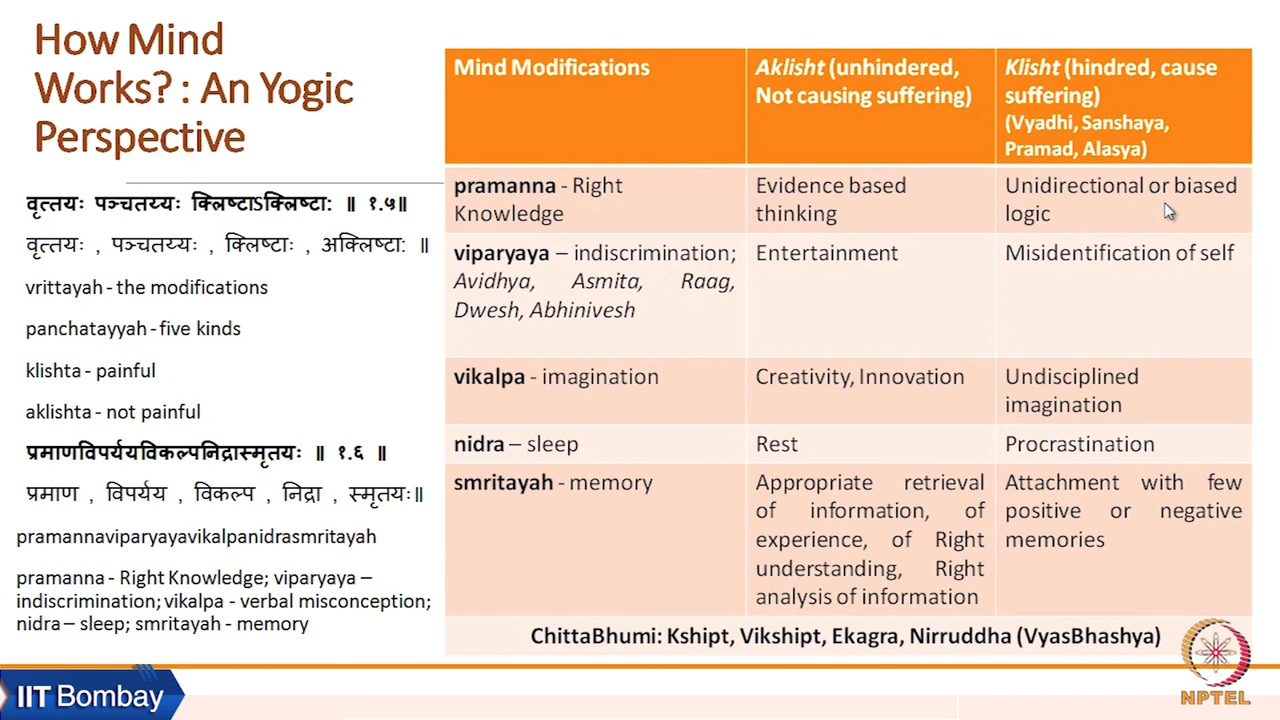 How Mind
Works? : An Yogic
Perspective
वृत्तयः पञ्चतय्यः क्लिष्टाऽक्लिष्टा: ॥ १.५॥
वृत्तयः , पञ्चतय्यः , क्लिष्टाः , अक्लिष्टा: ॥
vrittayah - the modifications
panchatayyah - five kinds
klishta - painful
aklishta - not painful
प्रमाणविपर्ययविकल्पनिद्रास्मृतयः ॥ १.६ ॥
प्रमाण , विपर्यय , विकल्प , निद्रा , स्मृतयः॥
pramannaviparyayavikalpanidrasmritayah
pramanna - Right Knowledge; viparyaya –
indiscrimination; vikalpa - verbal misconception;
nidra – sleep; smritayah - memory
Mind Modifications
Aklisht (unhindered,
Not causing suffering)
Klisht (hindred, cause
suffering)
(Vyadhi, Sanshaya,
Pramad, Alasya)
pramanna - Right
Knowledge
Evidence based
thinking
Unidirectional or biased
logic
viparyaya – indiscrimination;
Avidhya, Asmita, Raag,
Dwesh, Abhinivesh
Entertainment
Misidentification of self
vikalpa - imagination
Creativity, Innovation
Undisciplined
imagination
nidra – sleep
Rest
Procrastination
smritayah - memory
Appropriate retrieval
of information, of
experience, of Right
understanding, Right
analysis of information
Attachment with few
positive or negative
memories
ChittaBhumi: Kshipt, Vikshipt, Ekagra, Nirruddha (VyasBhashya)
IIT Bombay
NPTEL